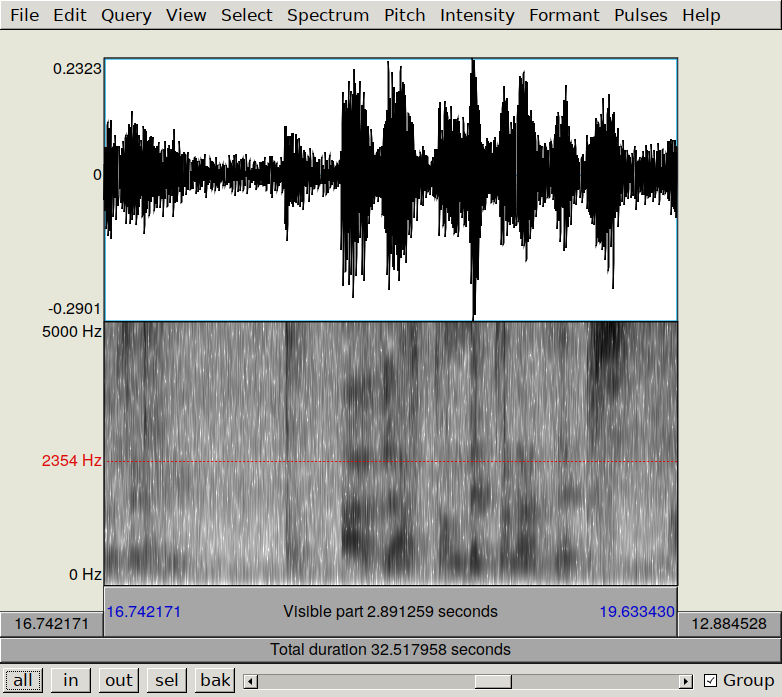 File Edit Query View Select Spectrum Pitch Intensity Formant Pulses Help
0.2323
0
-0.2901
5000 Hz
2354 Hz
0 Hz
16.742171 Visible part 2.891259 seconds 19.633430
16.742171 12.884528
Total duration 32.517958 seconds
all in out sel bak Group